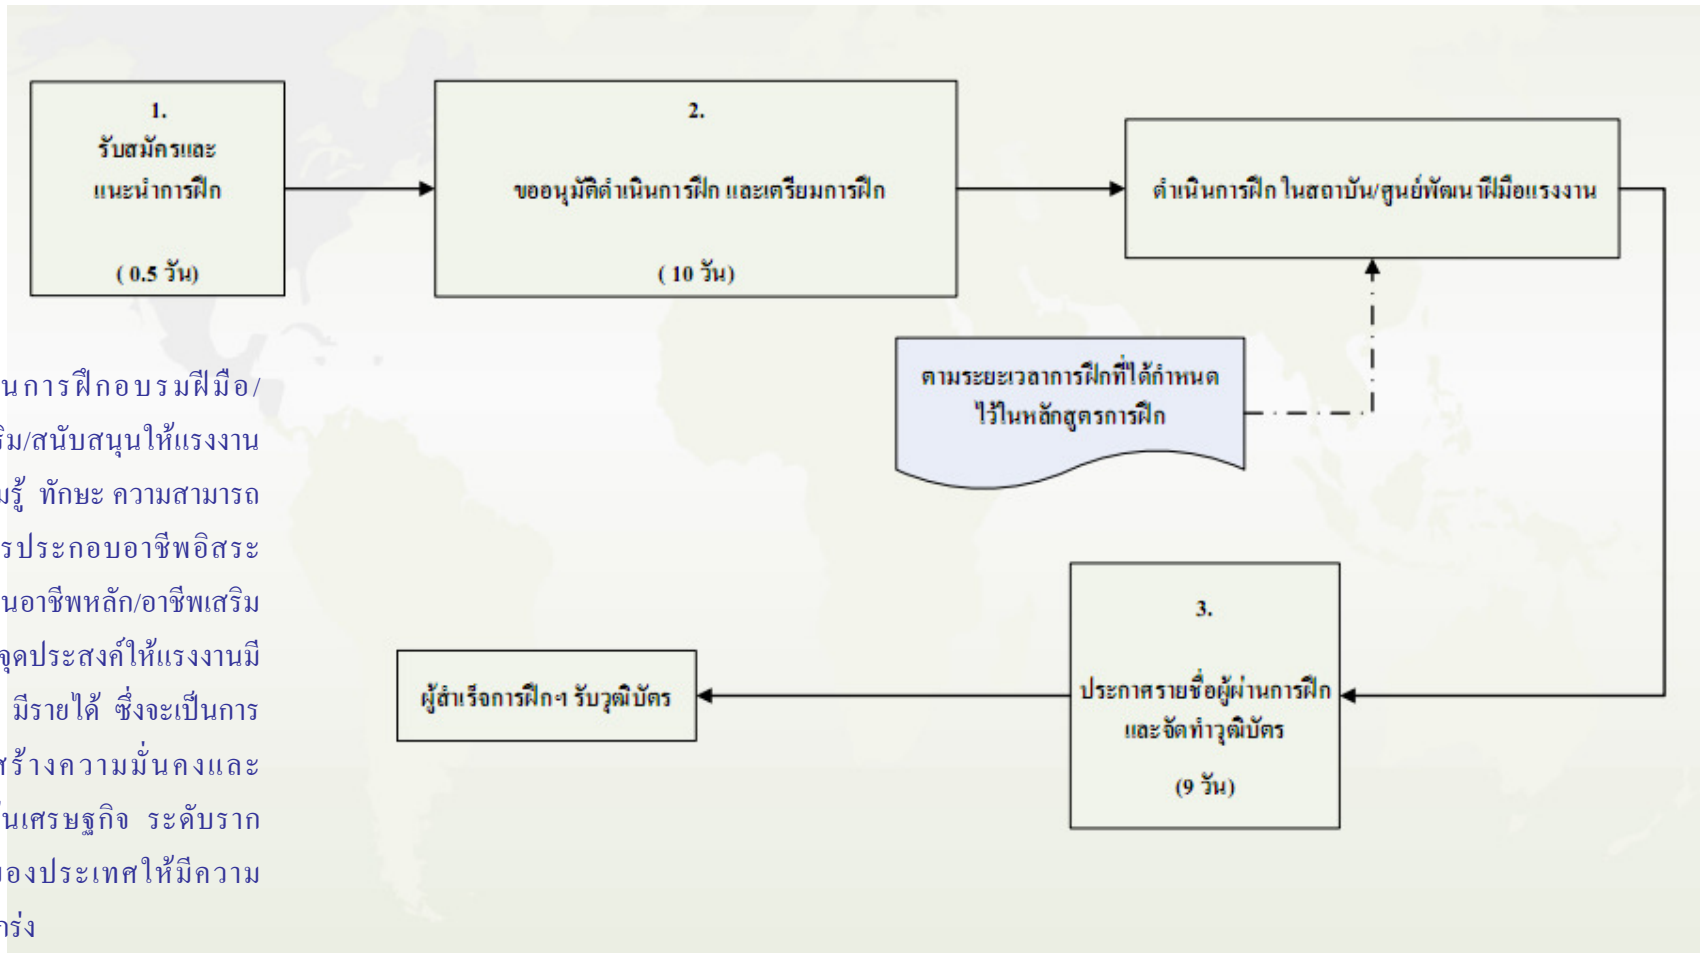 1.
รับสมัครและ
แนะนำการฝึก
( 0.5 วัน)
2.
ขออนุมัติดำเนินการฝึก และเตรียมการฝึก
( 10 วัน)
ดำเนินการฝึก ในสถาบัน/ศูนย์พัฒนาฝีมือแรงงาน
ตามระยะเวลาการฝึกที่ได้กำหนด
ไว้ในหลักสูตรการฝึก
3.
ประกาศรายชื่อผู้ผ่านการฝึก
และจัดทำวุฒิบัตร
(9 วัน)
ผู้สำเร็จการฝึกฯ รับวุฒิบัตร
การฝึกอบรมฝีมือ/
/สนับสนุนให้แรงงาน
ทักษะ ความสามารถ
ประกอบอาชีพอิสระ
อาชีพหลัก/อาชีพเสริม
จุดประสงค์ให้แรงงานมี
มีรายได้ ซึ่งจะเป็นการ
สร้างความมั่นคงและ
เศรษฐกิจ ระดับราก
ของประเทศให้มีความ